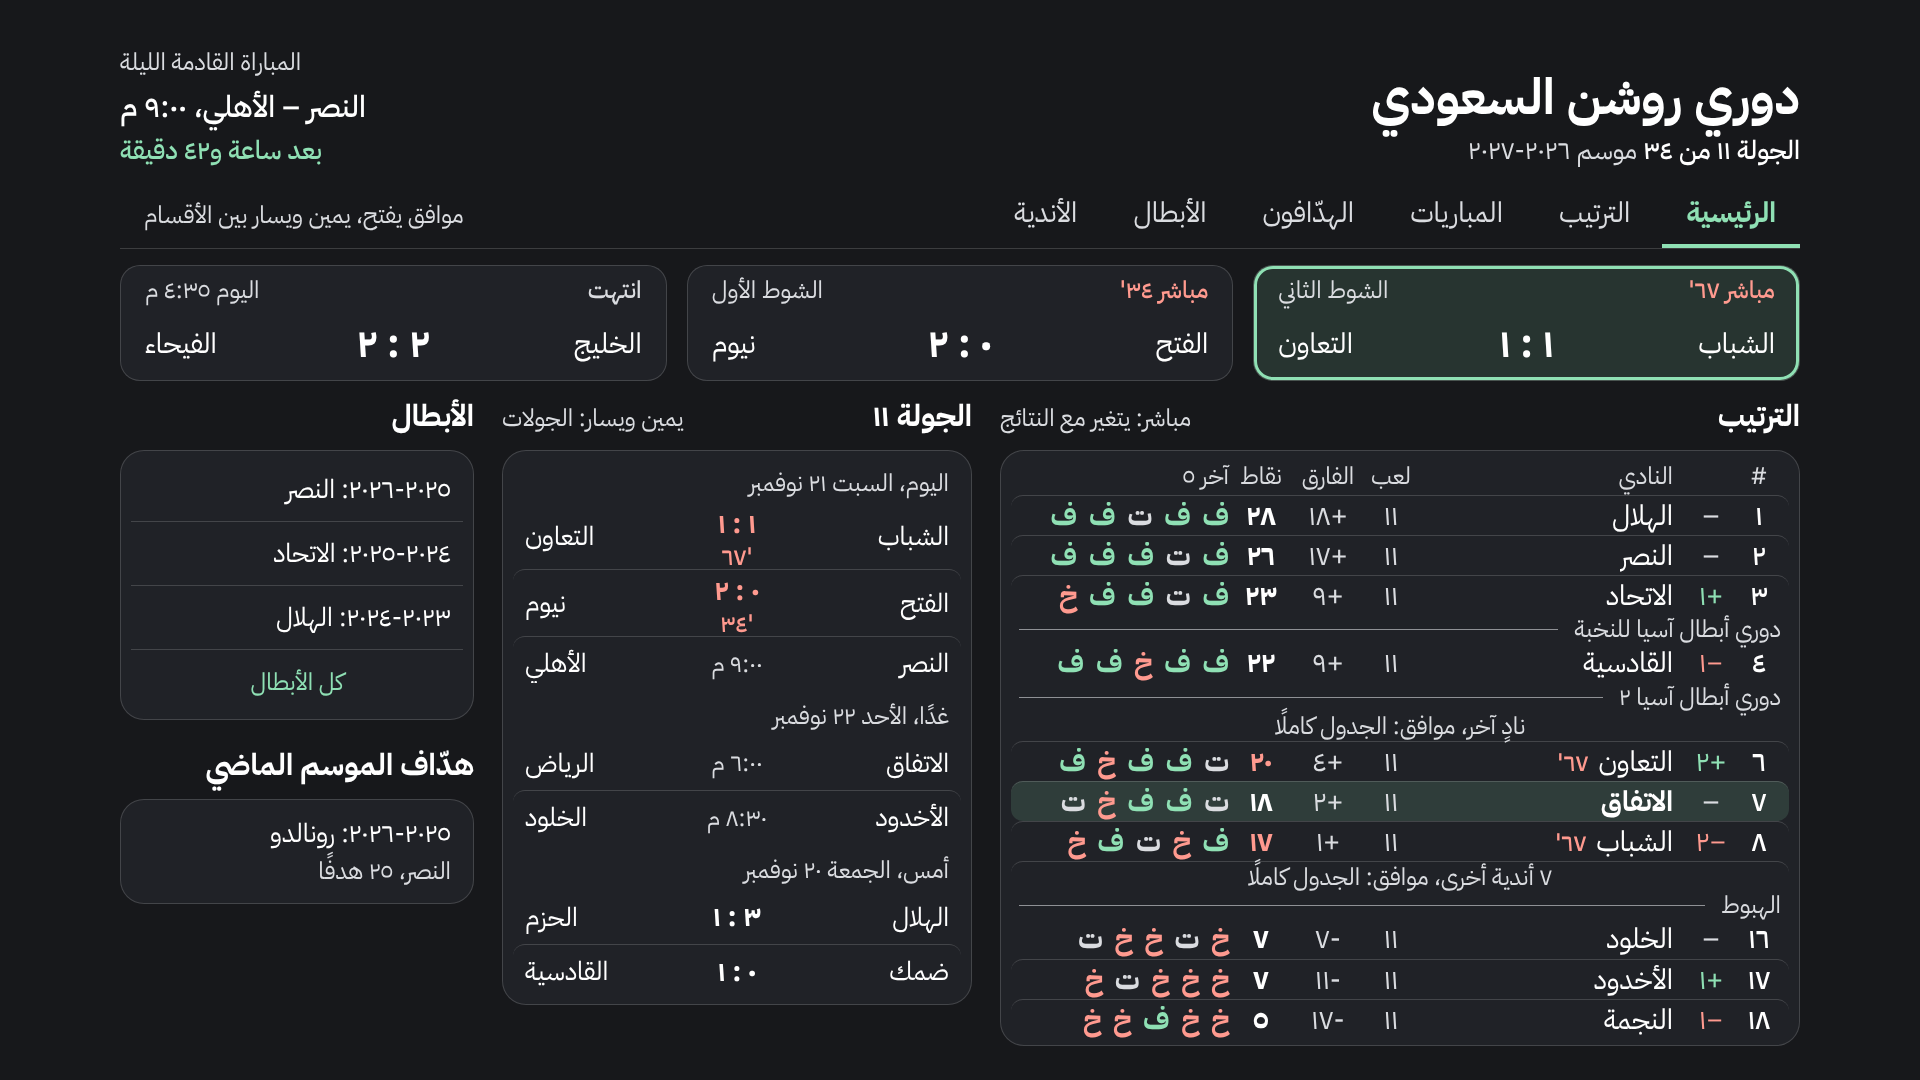 دوري روشن السعودي
الجولة ١١ من ٣٤ موسم ٢٠٢٦-٢٠٢٧
المباراة القادمة الليلة
النصر – الأهلي، ٩:٠٠ م
بعد ساعة و٤٢ دقيقة
الرئيسية الترتيب المباريات الهدّافون الأبطال الأندية
موافق يفتح، يمين ويسار بين الأقسام
مباشر ٦٧' الشوط الثاني
الشباب ١ : ١ التعاون
مباشر ٣٤' الشوط الأول
الفتح ٠ : ٢ نيوم
انتهت اليوم ٤:٣٥ م
الخليج ٢ : ٢ الفيحاء
الترتيب مباشر: يتغير مع النتائج
# النادي لعب الفارق نقاط آخر ٥
١ – الهلال ١١ +١٨ ٢٨ ف ف ت ف ف
٢ – النصر ١١ +١٧ ٢٦ ف ت ف ف ف
٣ +١ الاتحاد ١١ +٩ ٢٣ ف ت ف ف خ
دوري أبطال آسيا للنخبة
٤ –١ القادسية ١١ +٩ ٢٢ ف ف خ ف ف
دوري أبطال آسيا ٢
نادٍ آخر، موافق: الجدول كاملًا
٦ +٢ التعاون ٦٧' ١١ +٤ ٢٠ ت ف ف خ ف
٧ – الاتفاق ١١ +٢ ١٨ ت ف ف خ ت
٨ –٢ الشباب ٦٧' ١١ +١ ١٧ ف خ ت ف خ
٧ أندية أخرى، موافق: الجدول كاملًا
الهبوط
١٦ – الخلود ١١ -٧ ٧ خ ت خ خ ت
١٧ +١ الأخدود ١١ -١١ ٧ خ خ خ ت خ
١٨ –١ النجمة ١١ -١٧ ٥ خ خ ف خ خ
الجولة ١١ يمين ويسار: الجولات
اليوم، السبت ٢١ نوفمبر
الشباب ١ : ١ التعاون
٦٧'
الفتح ٠ : ٢ نيوم
٣٤'
النصر ٩:٠٠ م الأهلي
غدًا، الأحد ٢٢ نوفمبر
الاتفاق ٦:٠٠ م الرياض
الأخدود ٨:٣٠ م الخلود
أمس، الجمعة ٢٠ نوفمبر
الهلال ٣ : ١ الحزم
ضمك ٠ : ١ القادسية
الأبطال
٢٠٢٥-٢٠٢٦: النصر
٢٠٢٤-٢٠٢٥: الاتحاد
٢٠٢٣-٢٠٢٤: الهلال
كل الأبطال
هدّاف الموسم الماضي
٢٠٢٥-٢٠٢٦: رونالدو
النصر، ٢٥ هدفًا